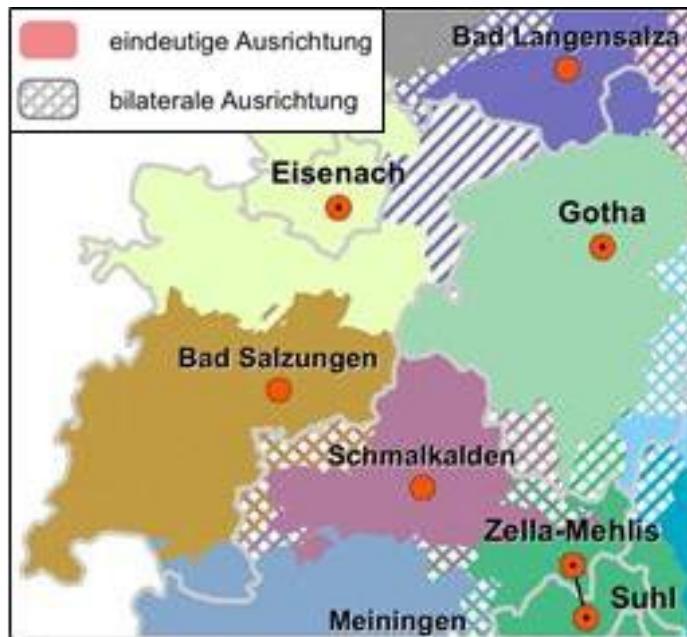 eindeutige Ausrichtung
bilaterale Ausrichtung
Bad Langensalza
Eisenach
Gotha
Bad Salzungen
Schmalkalden
Zella-Mehlis
Suhl
Meiningen